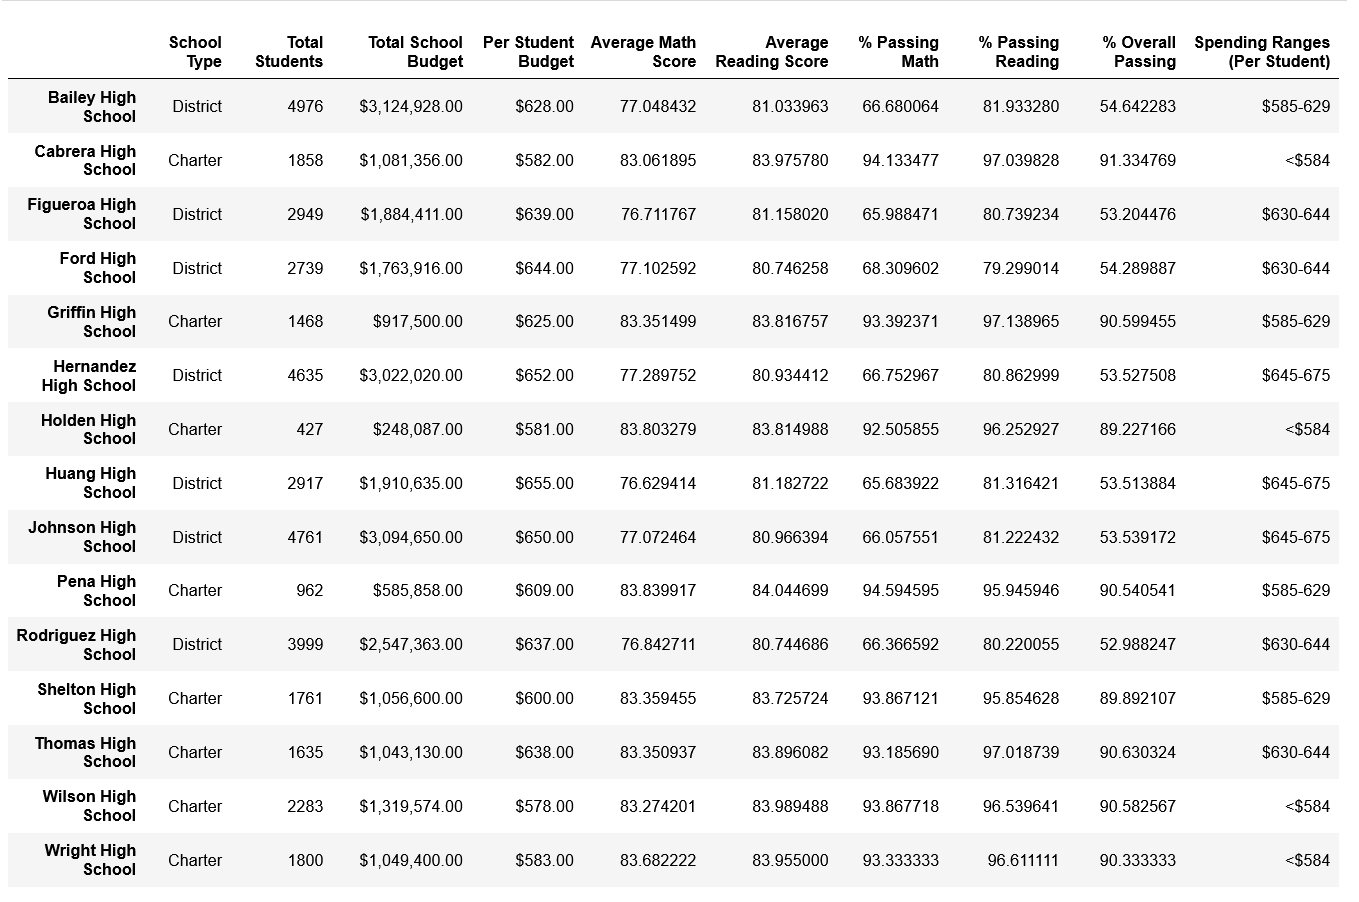 School Type Total Students Total School Budget Per Student Budget Average Math Score Average Reading Score % Passing Math % Passing Reading % Overall Passing Spending Ranges (Per Student)
Bailey High School District 4976 $3,124,928.00 $628.00 77.048432 81.033963 66.680064 81.933280 54.642283 $585-629
Cabrera High School Charter 1858 $1,081,356.00 $582.00 83.061895 83.975780 94.133477 97.039828 91.334769 <$584
Figueroa High School District 2949 $1,884,411.00 $639.00 76.711767 81.158020 65.988471 80.739234 53.204476 $630-644
Ford High School District 2739 $1,763,916.00 $644.00 77.102592 80.746258 68.309602 79.299014 54.289887 $630-644
Griffin High School Charter 1468 $917,500.00 $625.00 83.351499 83.816757 93.392371 97.138965 90.599455 $585-629
Hernandez High School District 4635 $3,022,020.00 $652.00 77.289752 80.934412 66.752967 80.862999 53.527508 $645-675
Holden High School Charter 427 $248,087.00 $581.00 83.803279 83.814988 92.505855 96.252927 89.227166 <$584
Huang High School District 2917 $1,910,635.00 $655.00 76.629414 81.182722 65.683922 81.316421 53.513884 $645-675
Johnson High School District 4761 $3,094,650.00 $650.00 77.072464 80.966394 66.057551 81.222432 53.539172 $645-675
Pena High School Charter 962 $585,858.00 $609.00 83.839917 84.044699 94.594595 95.945946 90.540541 $585-629
Rodriguez High School District 3999 $2,547,363.00 $637.00 76.842711 80.744686 66.366592 80.220055 52.988247 $630-644
Shelton High School Charter 1761 $1,056,600.00 $600.00 83.359455 83.725724 93.867121 95.854628 89.892107 $585-629
Thomas High School Charter 1635 $1,043,130.00 $638.00 83.350937 83.896082 93.185690 97.018739 90.630324 $630-644
Wilson High School Charter 2283 $1,319,574.00 $578.00 83.274201 83.989488 93.867718 96.539641 90.582567 <$584
Wright High School Charter 1800 $1,049,400.00 $583.00 83.682222 83.955000 93.333333 96.611111 90.333333 <$584